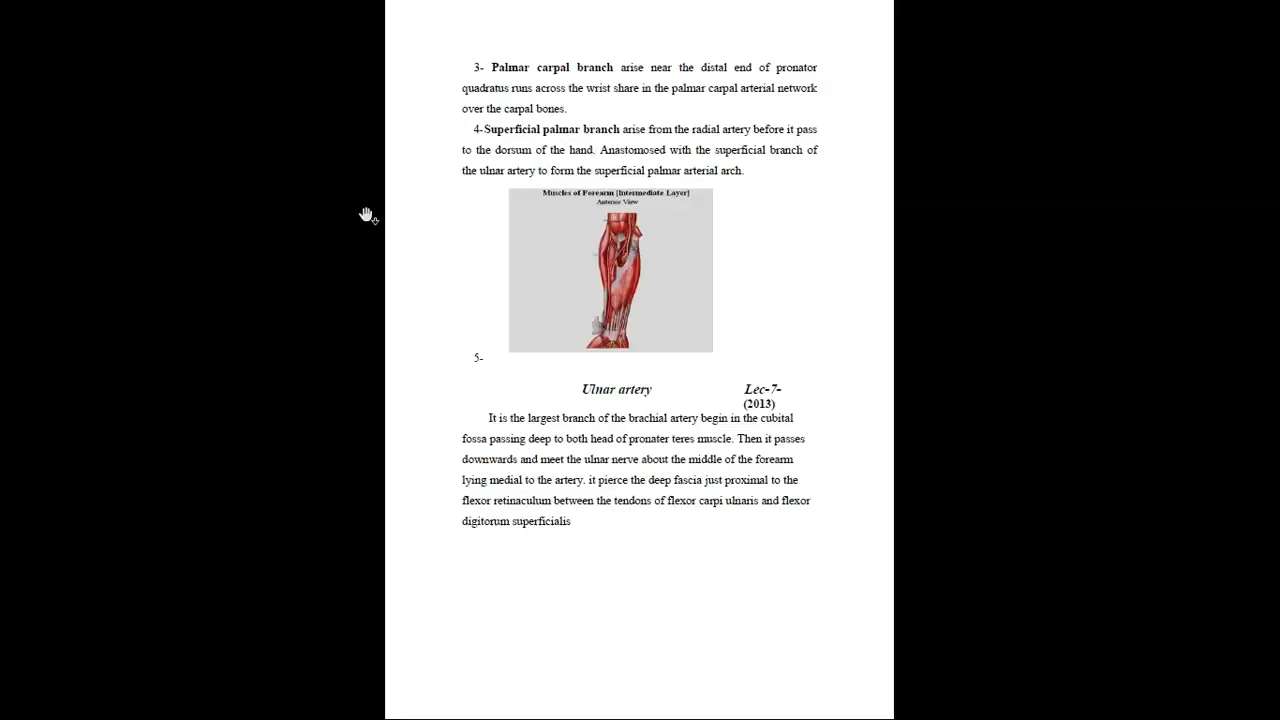 3- Palmar carpal branch arise near the distal end of pronator
quadratus runs across the wrist share in the palmar carpal arterial network
over the carpal bones.
4-Superficial palmar branch arise from the radial artery before it pass
to the dorsum of the hand. Anastomosed with the superficial branch of
the ulnar artery to form the superficial palmar arterial arch.
Muscles of Forearm [Intermediate Layer]
Anterior View
5-
Ulnar artery Lec-7-
(2013)
It is the largest branch of the brachial artery begin in the cubital
fossa passing deep to both head of pronater teres muscle. Then it passes
downwards and meet the ulnar nerve about the middle of the forearm
lying medial to the artery. it pierce the deep fascia just proximal to the
flexor retinaculum between the tendons of flexor carpi ulnaris and flexor
digitorum superficialis